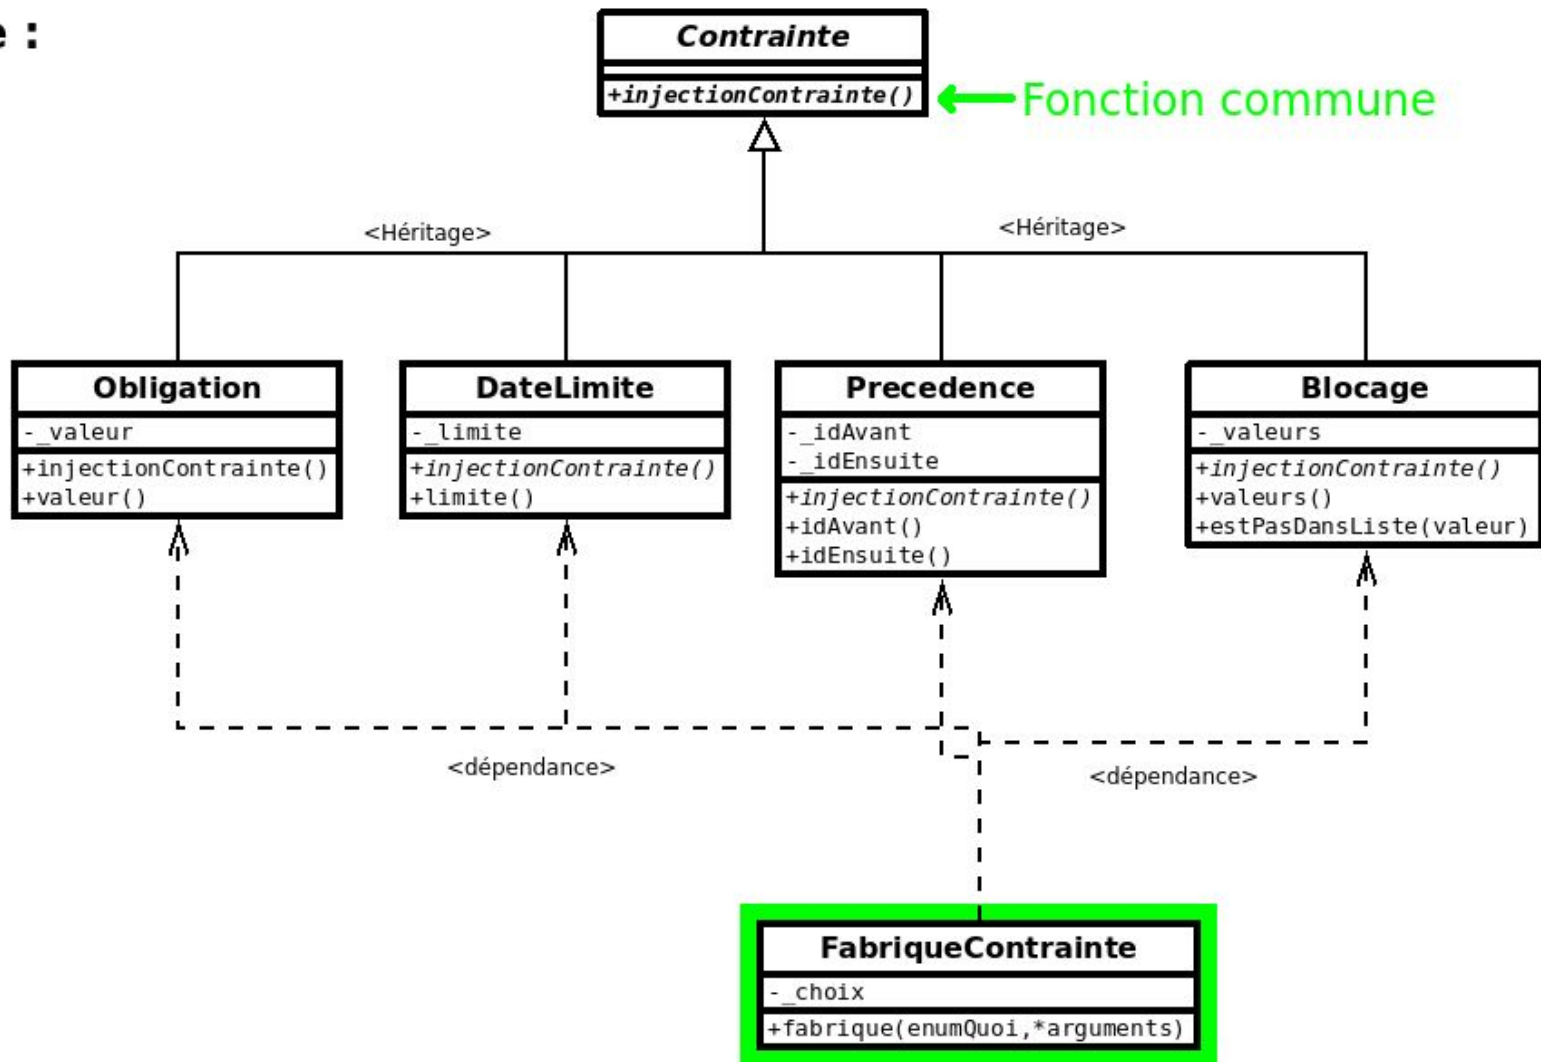 e :
Contrainte
+injectionContrainte()
Fonction commune
<Héritage>
<Héritage>
Obligation
-_valeur
+injectionContrainte()
+valeur()
DateLimite
-_limite
+injectionContrainte()
+limite()
Precedence
-_idAvant
-_idEnsuite
+injectionContrainte()
+idAvant()
+idEnsuite()
Blocage
-_valeurs
+injectionContrainte()
+valeurs()
+estPasDansListe(valeur)
<dépendance>
<dépendance>
FabriqueContrainte
-_choix
+fabrique(enumQuoi,*arguments)